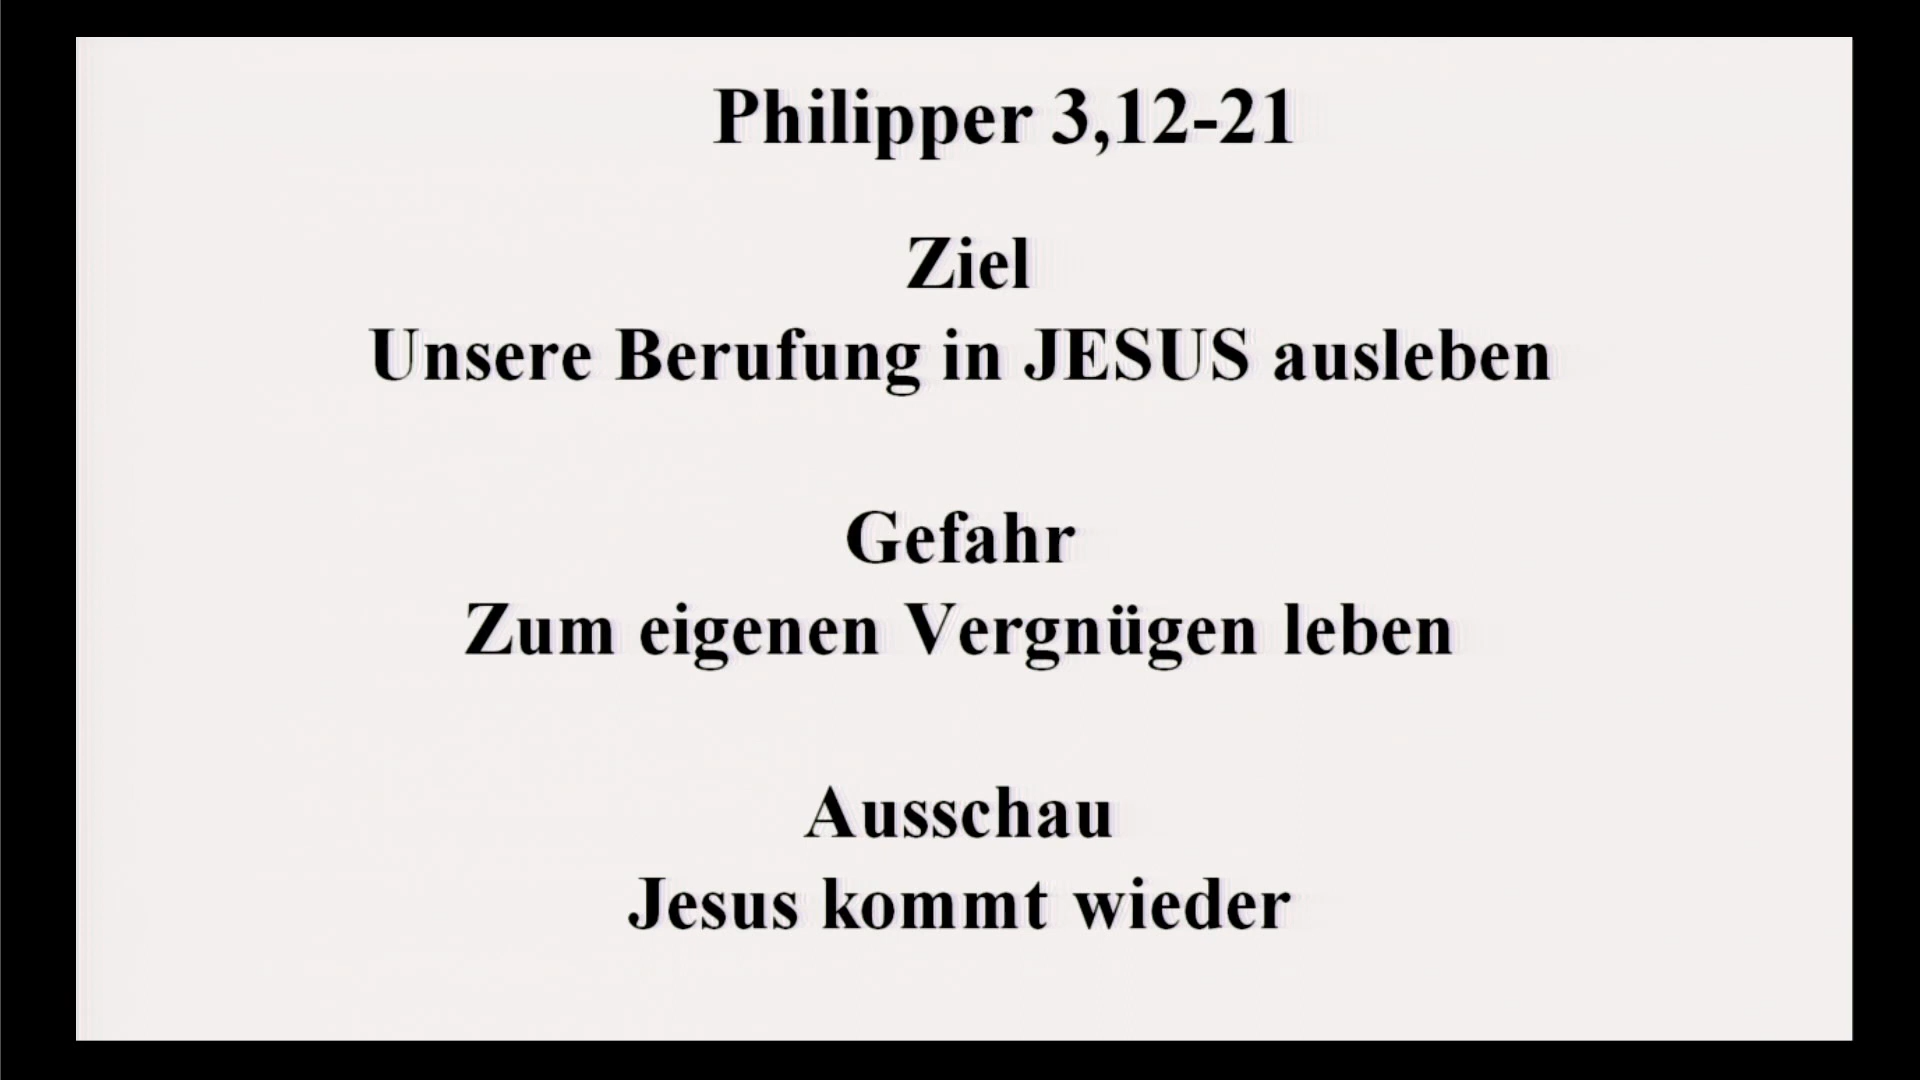 Philipper 3,12-21
Ziel
Unsere Berufung in JESUS ausleben
Gefahr
Zum eigenen Vergnügen leben
Ausschau
Jesus kommt wieder